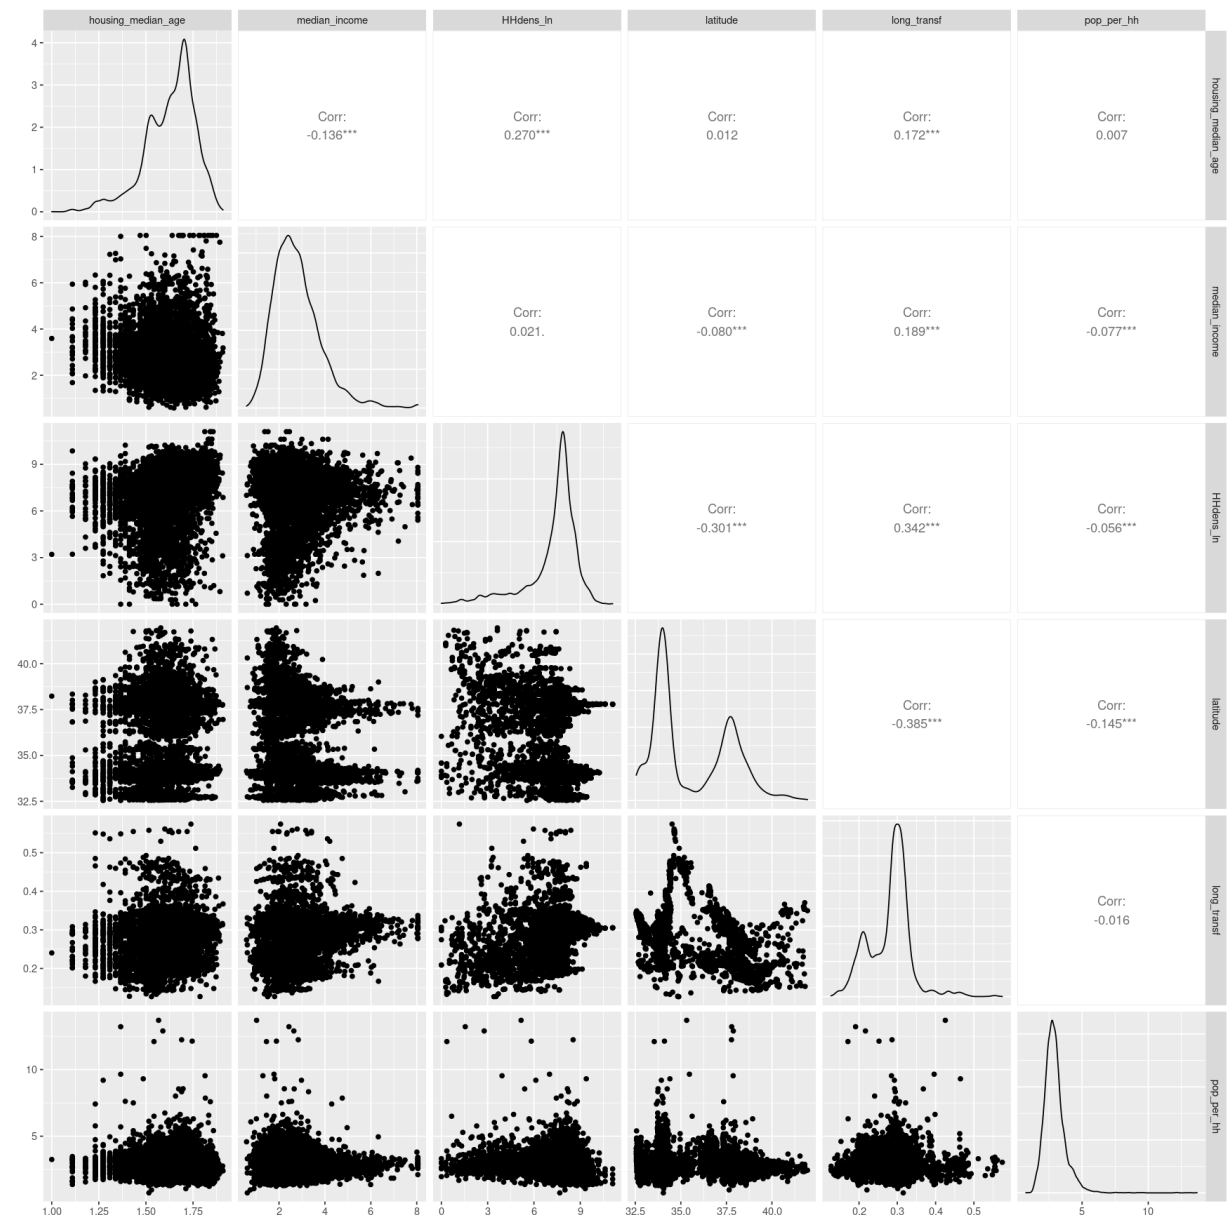 housing_median_age median_income HHdens_ln latitude long_transf pop_per_hh
4
3
2
1
0
Corr:
-0.136***
Corr:
0.270***
Corr:
0.012
Corr:
0.172***
Corr:
0.007
housing_median_age
8
6
4
2
Corr:
0.021.
Corr:
-0.080***
Corr:
0.189***
Corr:
-0.077***
median_income
9
6
3
0
Corr:
-0.301***
Corr:
0.342***
Corr:
-0.056***
HHdens_ln
40.0
37.5
35.0
32.5
Corr:
-0.385***
Corr:
-0.145***
latitude
0.5
0.4
0.3
0.2
Corr:
-0.016
long_transf
10
5
pop_per_hh
1.00 1.25 1.50 1.75 2 4 6 8 0 3 6 9 32.5 35.0 37.5 40.0 0.2 0.3 0.4 0.5 5 10